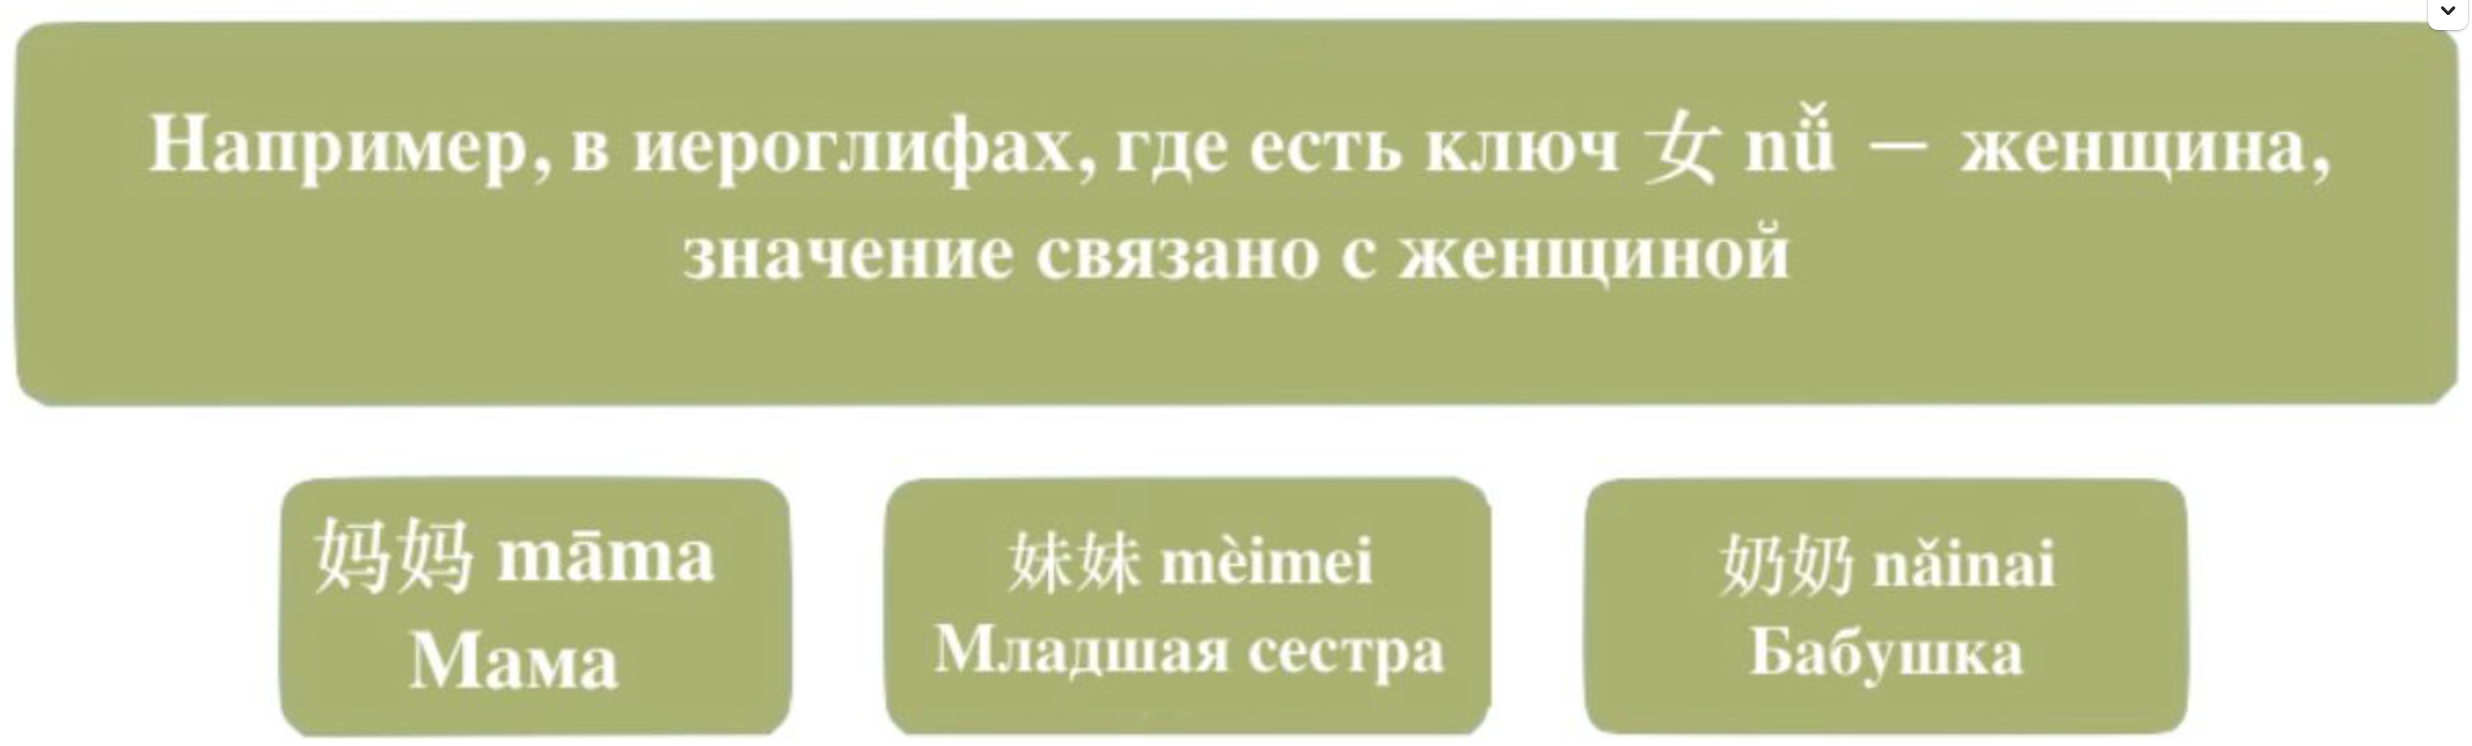 Например, в иероглифах, где есть ключ 女 nǚ — женщина,
значение связано с женщиной
妈妈 māma
Мама
妹妹 mèimei
Младшая сестра
奶奶 nǎinai
Бабушка